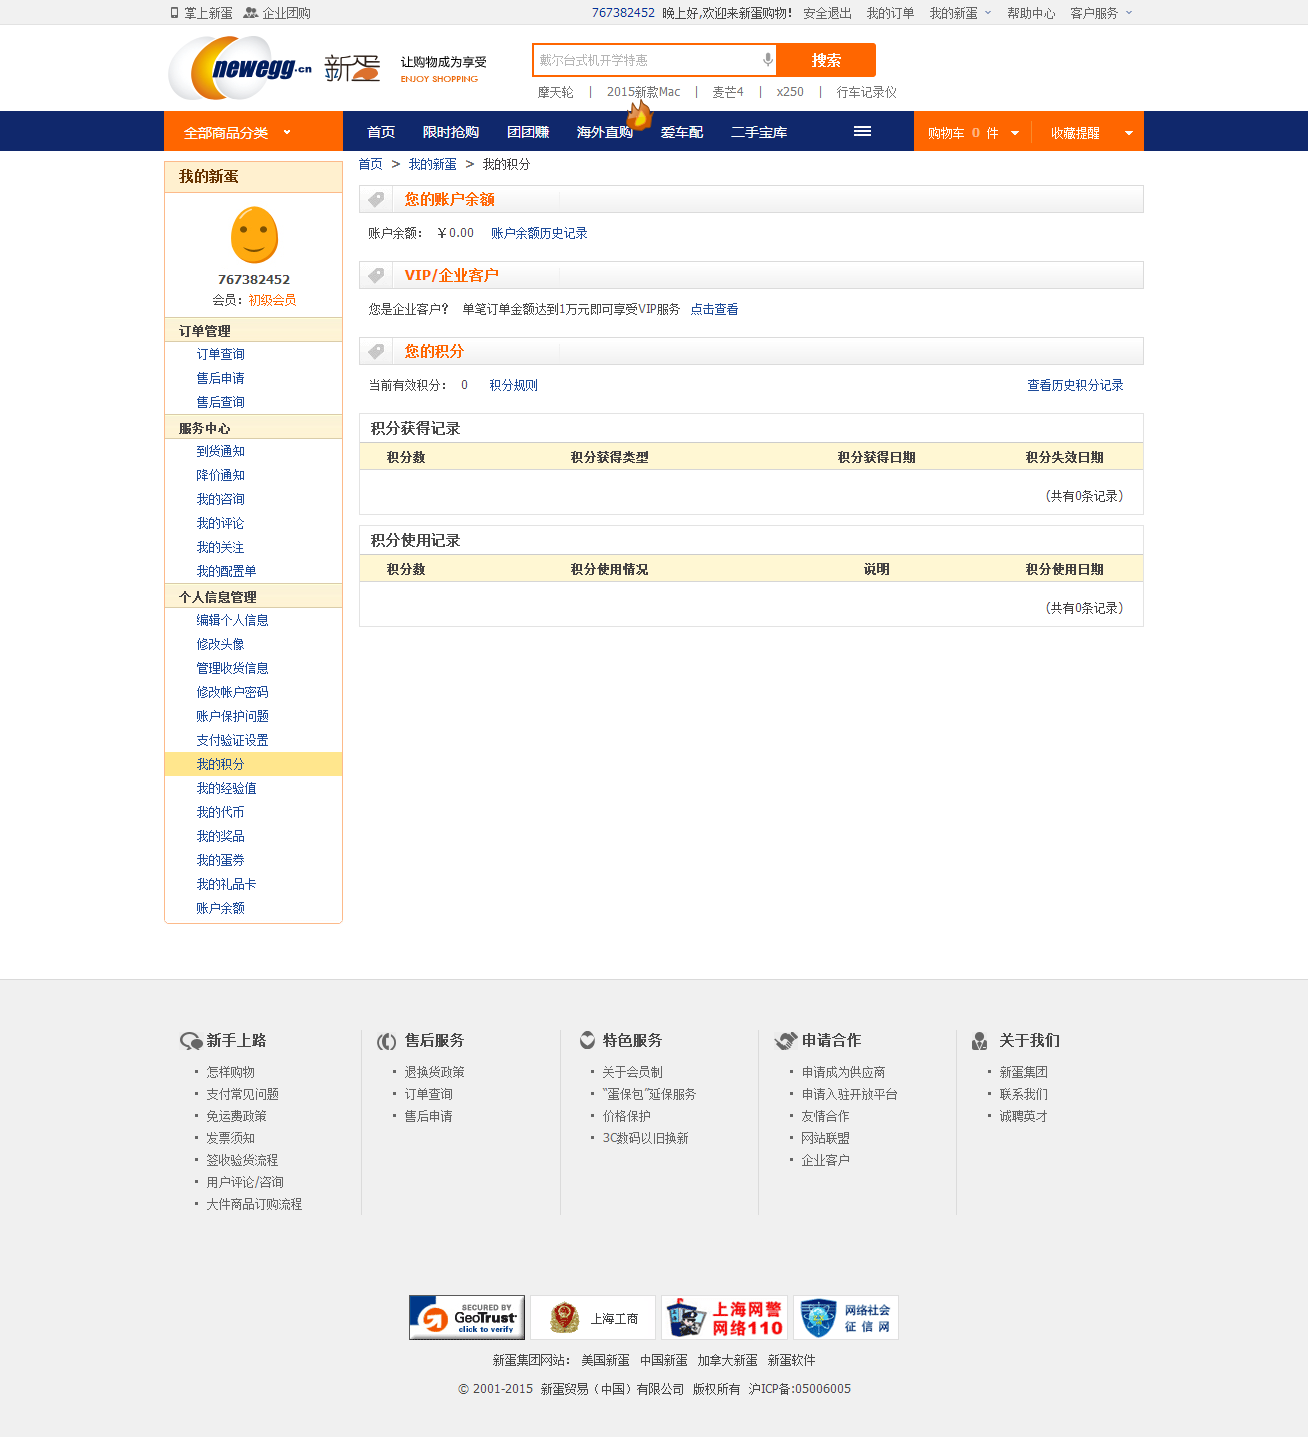 掌上新蛋 企业团购 767382452 晚上好,欢迎来新蛋购物! 安全退出 我的订单 我的新蛋 帮助中心 客户服务
newegg.cn 新蛋 让购物成为享受
ENJOY SHOPPING
戴尔台式机开学特惠 搜索
摩天轮 | 2015新款Mac | 麦芒4 | x250 | 行车记录仪
全部商品分类 首页 限时抢购 团团赚 海外直购 爱车配 二手宝库 购物车 0 件 收藏提醒
首页 > 我的新蛋 > 我的积分
我的新蛋
767382452
会员: 初级会员
订单管理
订单查询
售后申请
售后查询
服务中心
到货通知
降价通知
我的咨询
我的评论
我的关注
我的配置单
个人信息管理
编辑个人信息
修改头像
管理收货信息
修改帐户密码
账户保护问题
支付验证设置
我的积分
我的经验值
我的代币
我的奖品
我的蛋券
我的礼品卡
账户余额
您的账户余额
账户余额: ￥0.00 账户余额历史记录
VIP/企业客户
您是企业客户? 单笔订单金额达到1万元即可享受VIP服务 点击查看
您的积分
当前有效积分: 0 积分规则 查看历史积分记录
积分获得记录
积分数 积分获得类型 积分获得日期 积分失效日期
(共有0条记录)
积分使用记录
积分数 积分使用情况 说明 积分使用日期
(共有0条记录)
新手上路
怎样购物
支付常见问题
免运费政策
发票须知
签收验货流程
用户评论/咨询
大件商品订购流程
售后服务
退换货政策
订单查询
售后申请
特色服务
关于会员制
"蛋保包"延保服务
价格保护
3C数码以旧换新
申请合作
申请成为供应商
申请入驻开放平台
友情合作
网站联盟
企业客户
关于我们
新蛋集团
联系我们
诚聘英才
SECURED BY
GeoTrust
click to verify
上海工商
上海网警
网络110
网络社会
征信网
新蛋集团网站: 美国新蛋 中国新蛋 加拿大新蛋 新蛋软件
© 2001-2015 新蛋贸易（中国）有限公司 版权所有 沪ICP备:05006005